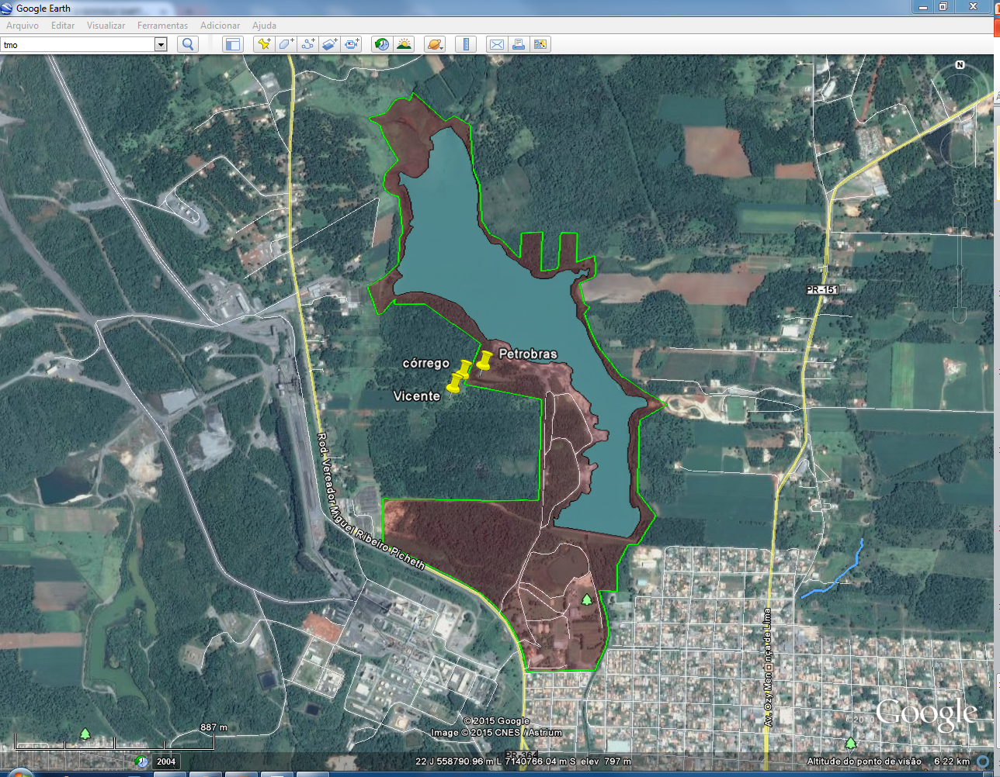 Google Earth
Arquivo Editar Visualizar Ferramentas Adicionar Ajuda
tmo
N
PR-151
Petrobras
córrego
Vicente
Rod. Vereador Miguel Ribeiro Picheth
Av. Ozy Men
nça de Lima
Google
© 2015 Google
Image © 2015 CNES / Astrium
887 m
PR-364
2004
22 J 558790.96 m L 7140766.04 m S elev 797 m
Altitude do ponto de visão 6.22 km